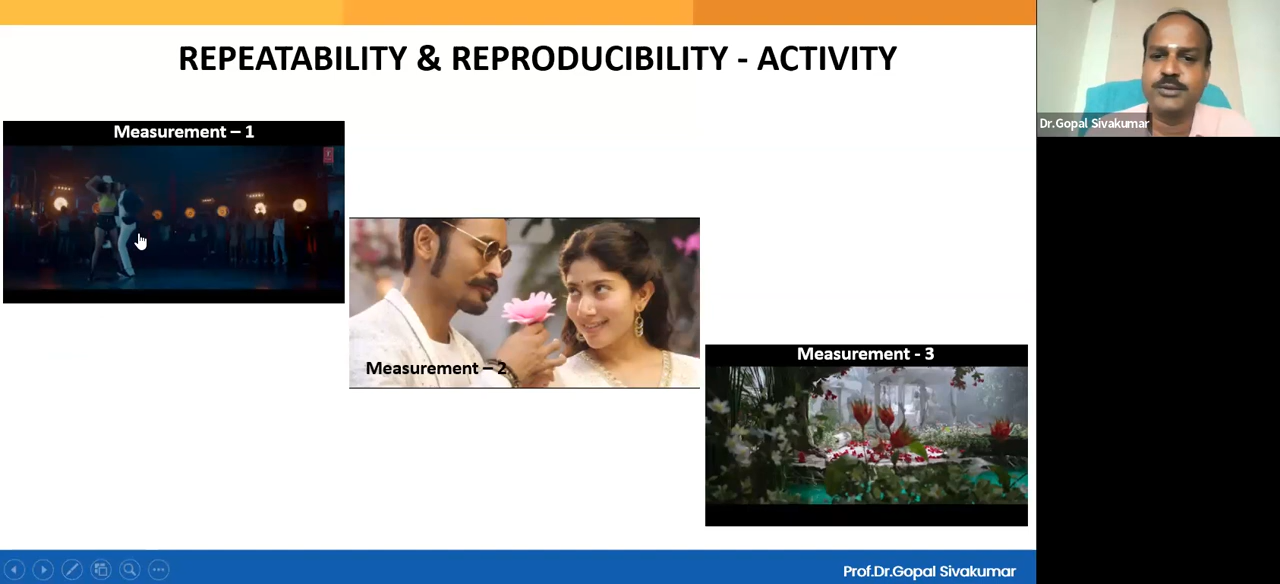 REPEATABILITY & REPRODUCIBILITY - ACTIVITY
Dr.Gopal Sivakumar
Measurement – 1
Measurement – 2
Measurement - 3
Prof.Dr.Gopal Sivakumar